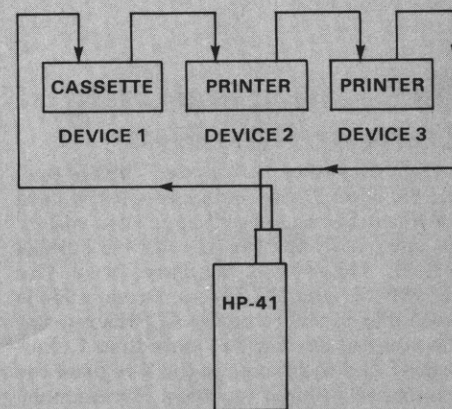 CASSETTE PRINTER PRINTER
DEVICE 1 DEVICE 2 DEVICE 3
HP-41